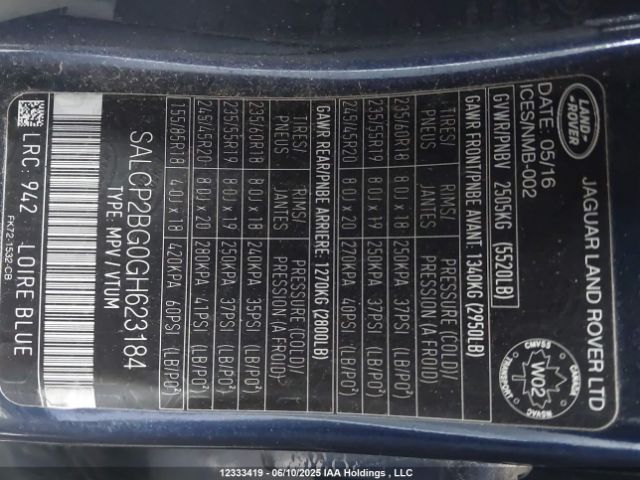 LAND-
ROVER
JAGUAR LAND ROVER LTD
DATE: 05/16
ICES/NMB-002
CMVSS
W02
CANADA
TRANSPORT
NSVAC
GVWR/PNBV 2505KG (5520LB)
GAWR FRONT/PNBE AVANT 1340KG (2950LB)
TIRES/ RIMS/ PRESSURE (COLD)/
PNEUS JANTES PRESSION (A FROID)
235/60R18 8.0J x 18 250KPA 37PSI (LB/PO²)
235/55R19 8.0J x 19 250KPA 37PSI (LB/PO²)
245/45R20 8.0J x 20 270KPA 40PSI (LB/PO²)
GAWR REAR/PNBE ARRIERE: 1270KG (2800LB)
TIRES/ RIMS/ PRESSURE (COLD)/
PNEUS JANTES PRESSION (A FROID)
235/60R18 8.0J x 18 240KPA 35PSI (LB/PO²)
235/55R19 8.0J x 19 250KPA 37PSI (LB/PO²)
245/45R20 8.0J x 20 280KPA 41PSI (LB/PO²)
155/85R18 4.0J x 18 420KPA 60PSI (LB/PO²)
TYPE: MPV / VTUM
SALCP2BG0GH623184
LRC: 942 LOIRE BLUE
FK72-1532-CB
12333419 - 06/10/2025 - IAA Holdings, LLC